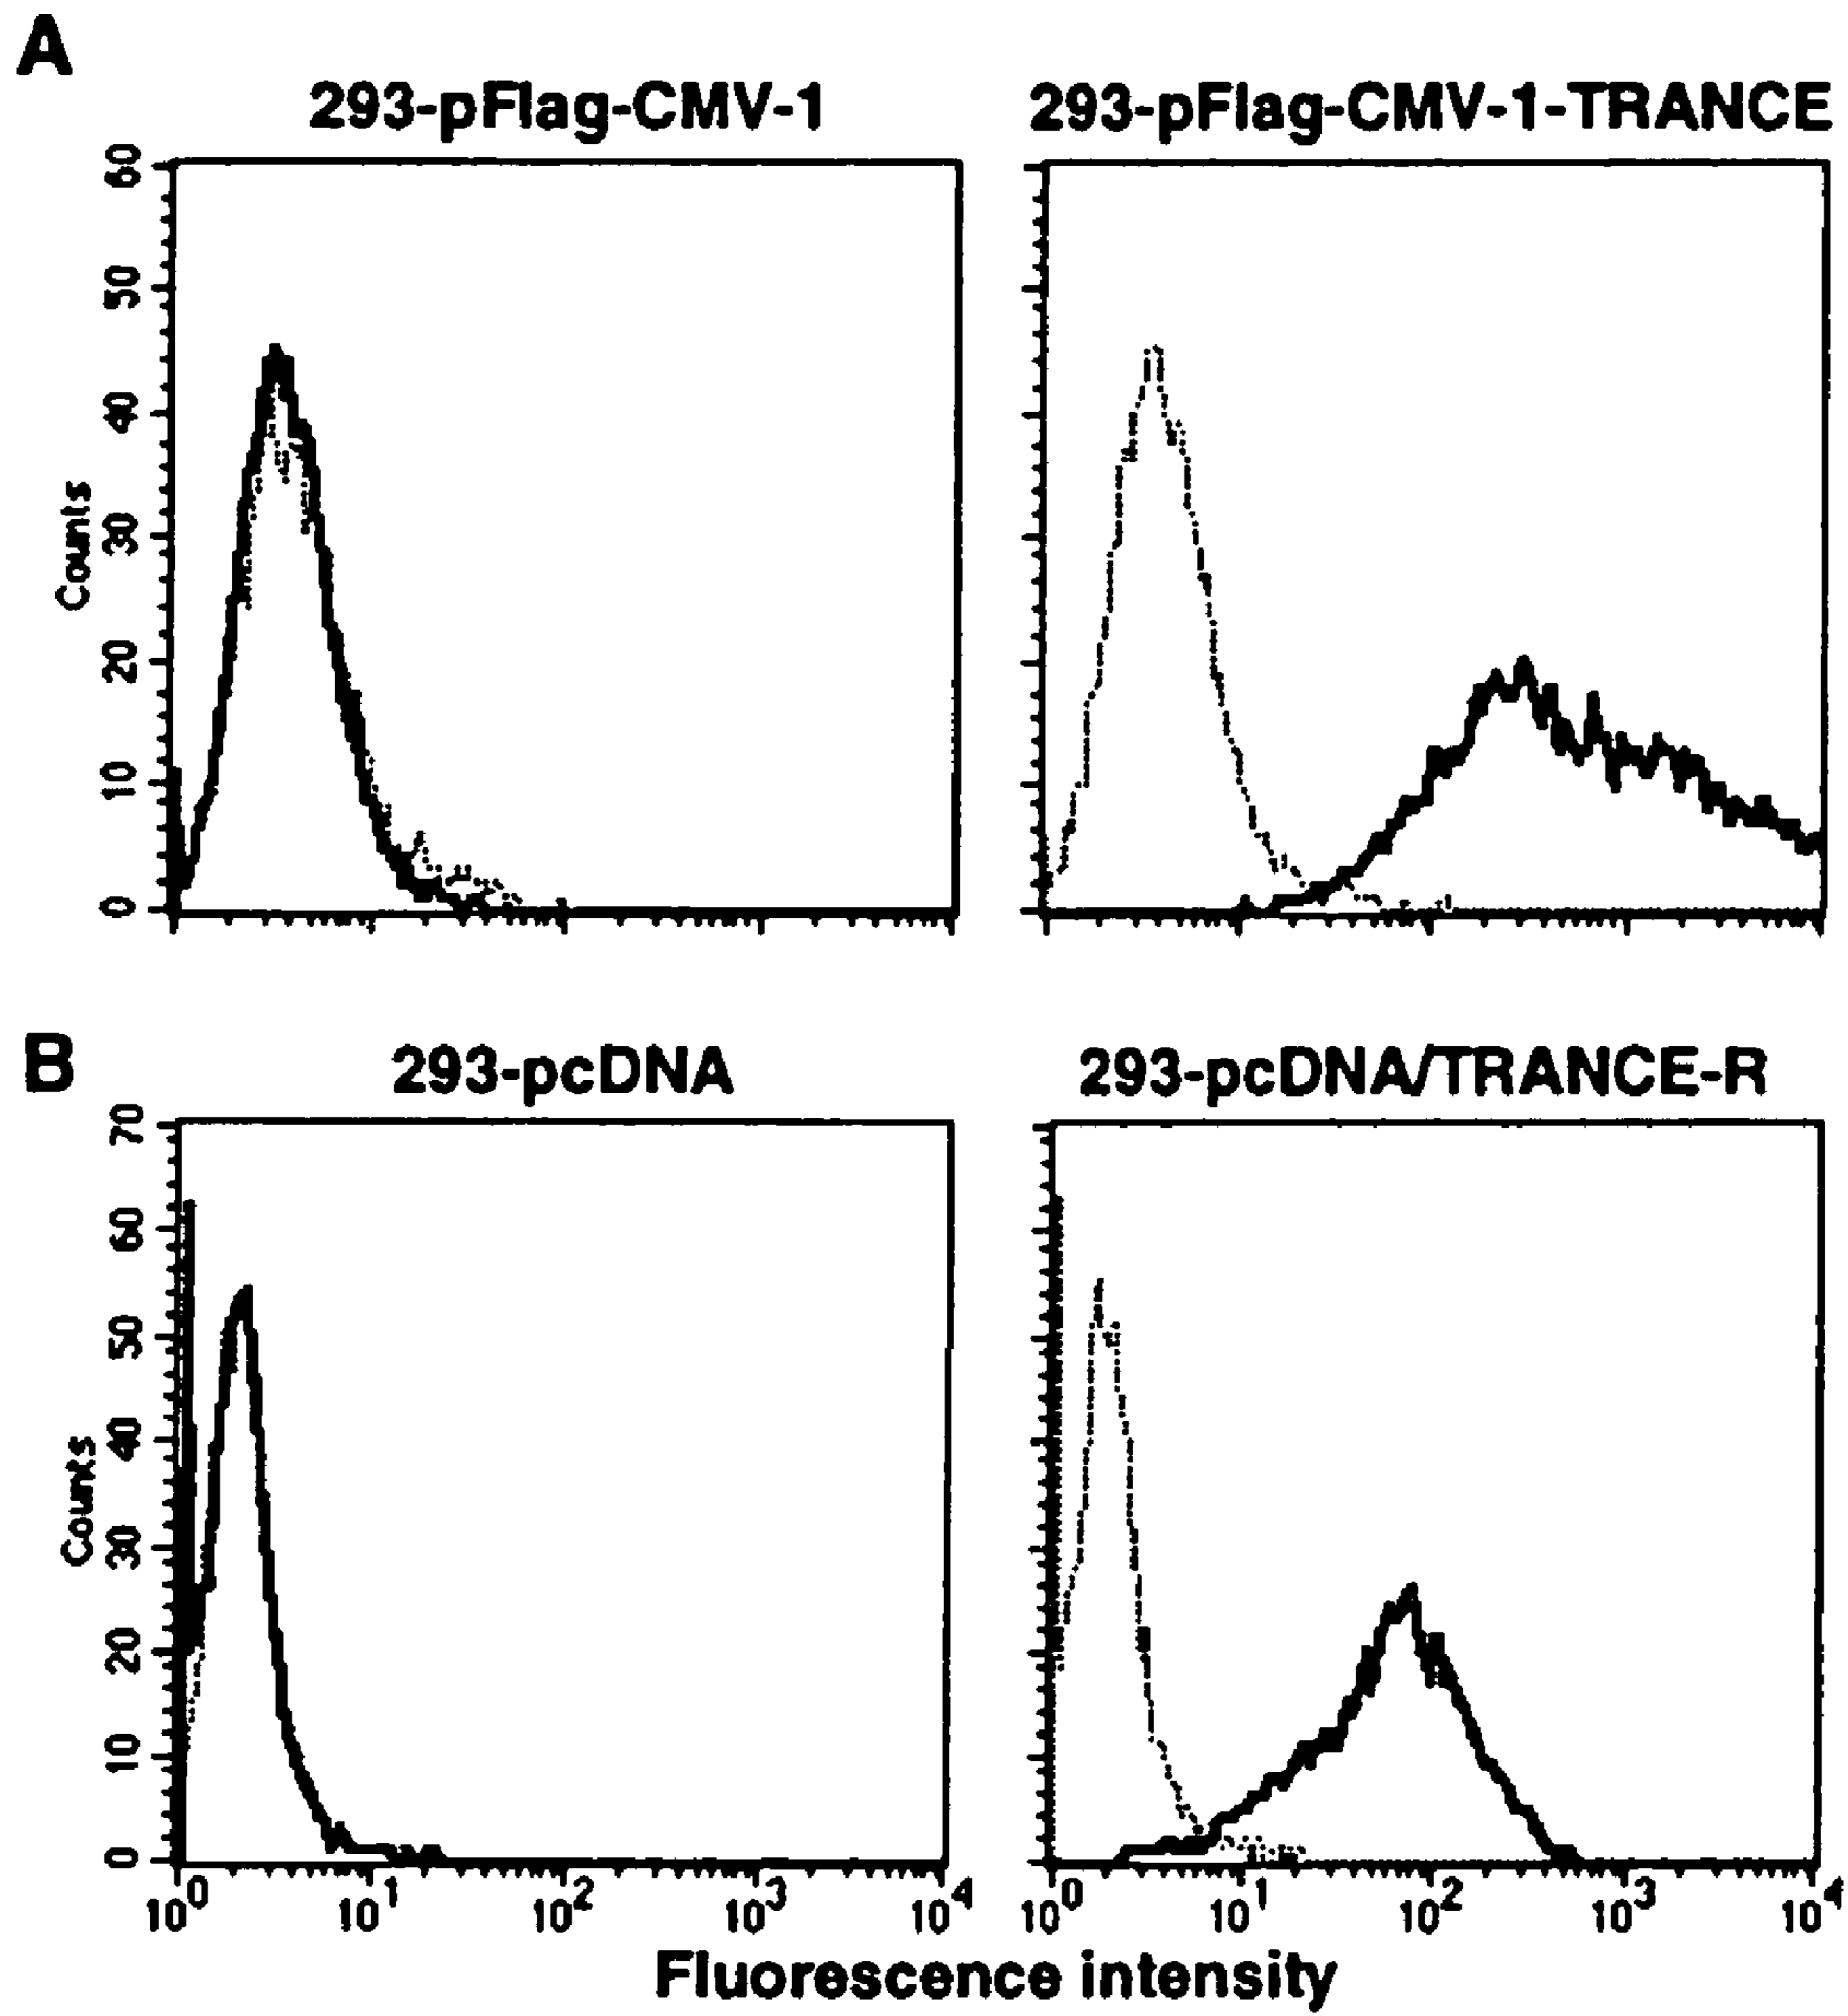 A
293-pFlag-CMV-1
293-pFlag-CMV-1-TRANCE
60
50
40
30
20
10
0
Counts
B
293-pcDNA
293-pcDNA/TRANCE-R
70
60
50
40
30
20
10
0
Counts
10^0 10^1 10^2 10^3 10^4
10^0 10^1 10^2 10^3 10^4
Fluorescence intensity